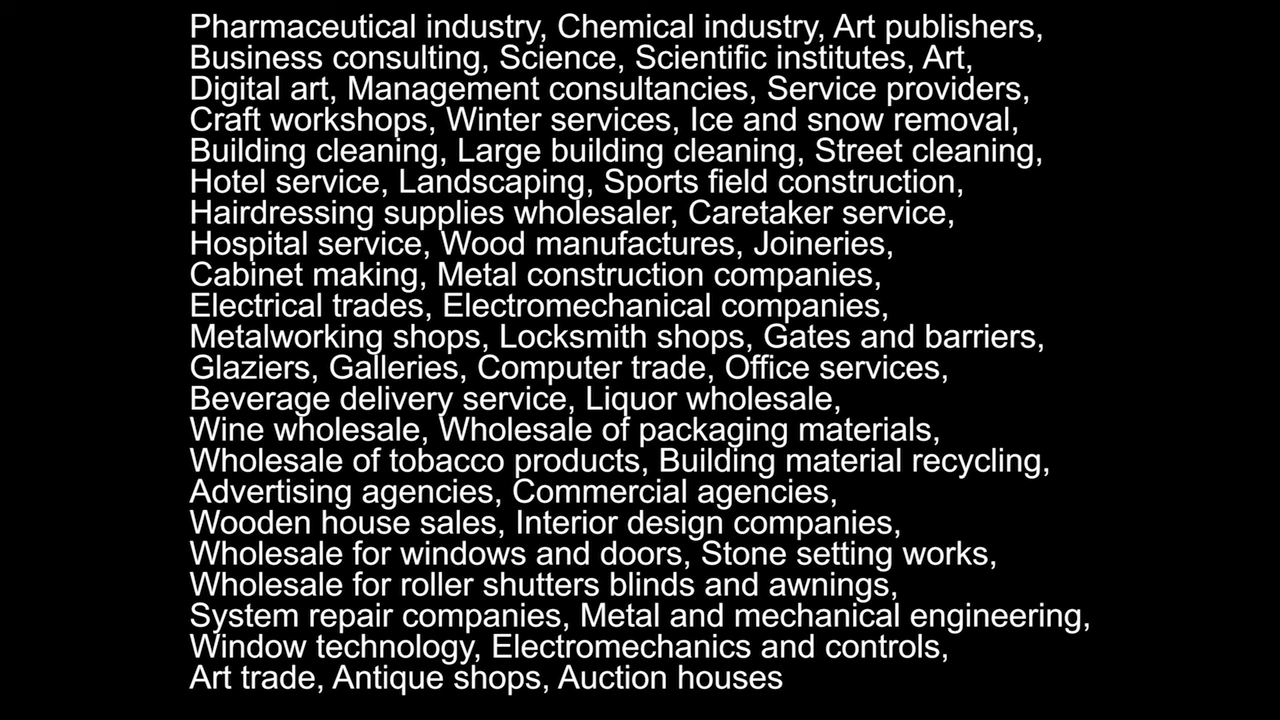 Pharmaceutical industry, Chemical industry, Art publishers,
Business consulting, Science, Scientific institutes, Art,
Digital art, Management consultancies, Service providers,
Craft workshops, Winter services, Ice and snow removal,
Building cleaning, Large building cleaning, Street cleaning,
Hotel service, Landscaping, Sports field construction,
Hairdressing supplies wholesaler, Caretaker service,
Hospital service, Wood manufactures, Joineries,
Cabinet making, Metal construction companies,
Electrical trades, Electromechanical companies,
Metalworking shops, Locksmith shops, Gates and barriers,
Glaziers, Galleries, Computer trade, Office services,
Beverage delivery service, Liquor wholesale,
Wine wholesale, Wholesale of packaging materials,
Wholesale of tobacco products, Building material recycling,
Advertising agencies, Commercial agencies,
Wooden house sales, Interior design companies,
Wholesale for windows and doors, Stone setting works,
Wholesale for roller shutters blinds and awnings,
System repair companies, Metal and mechanical engineering,
Window technology, Electromechanics and controls,
Art trade, Antique shops, Auction houses